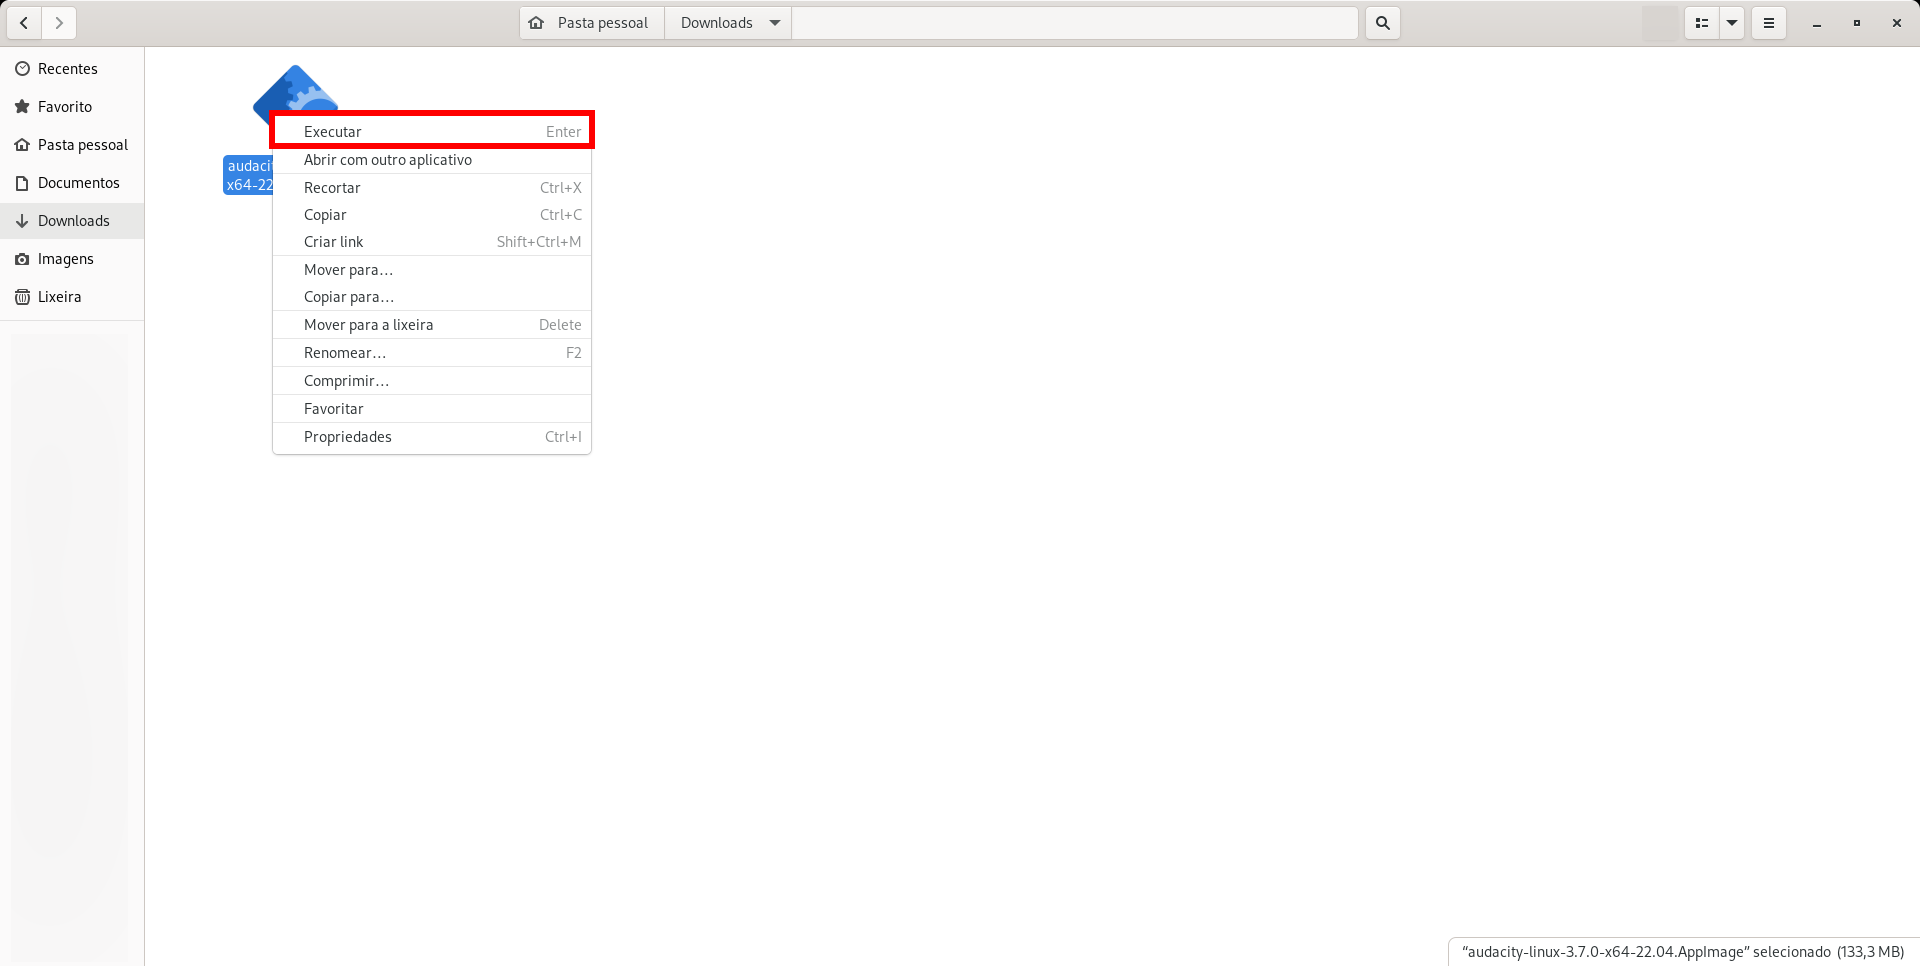 Pasta pessoal Downloads
Recentes
Favorito
Pasta pessoal
Documentos
Downloads
Imagens
Lixeira
x64-22
Executar Enter
Abrir com outro aplicativo
Recortar Ctrl+X
Copiar Ctrl+C
Criar link Shift+Ctrl+M
Mover para…
Copiar para…
Mover para a lixeira Delete
Renomear… F2
Comprimir…
Favoritar
Propriedades Ctrl+I
“audacity-linux-3.7.0-x64-22.04.AppImage” selecionado (133,3 MB)